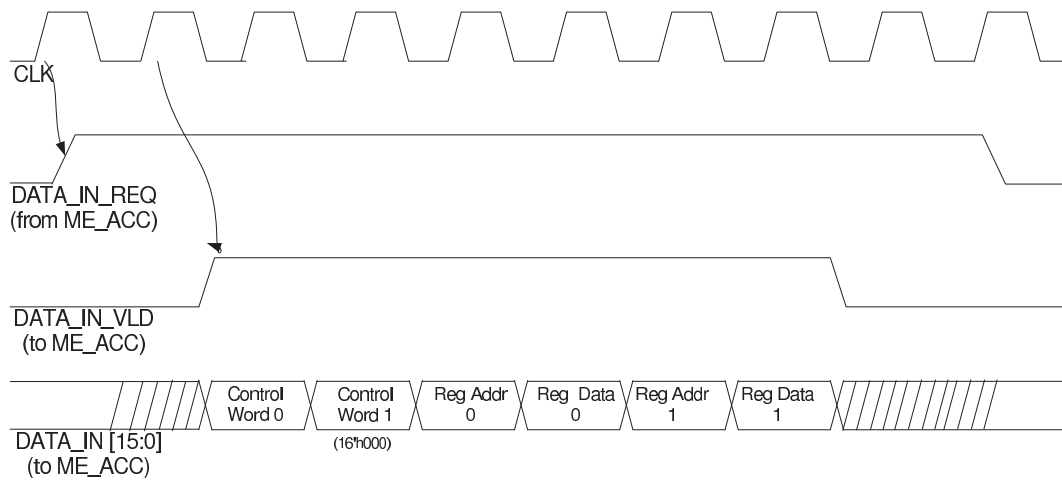 CLK
DATA_IN_REQ
(from ME_ACC)
DATA_IN_VLD
(to ME_ACC)
Control
Word 0
Control
Word 1
(16'h000)
Reg Addr
0
Reg Data
0
Reg Addr
1
Reg Data
1
DATA_IN [15:0]
(to ME_ACC)